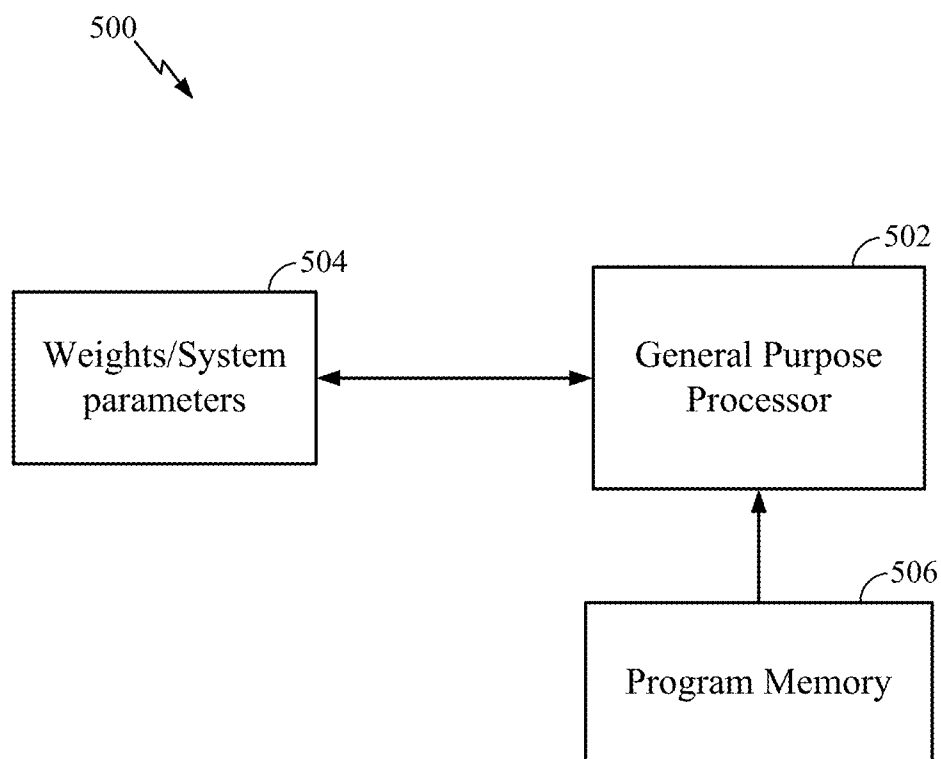 500
502
504
Weights/System
parameters
General Purpose
Processor
506
Program Memory